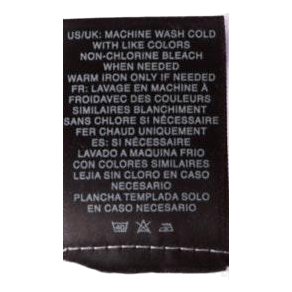 US/UK: MACHINE WASH COLD
WITH LIKE COLORS
NON-CHLORINE BLEACH
WHEN NEEDED
WARM IRON ONLY IF NEEDED
FR: LAVAGE EN MACHINE À
FROIDAVEC DES COULEURS
SIMILAIRES BLANCHIMENT
SANS CHLORE SI NÉCESSAIRE
FER CHAUD UNIQUEMENT
ES: SI NÉCESSAIRE
LAVADO A MAQUINA FRIO
CON COLORES SIMILARES
LEJIA SIN CLORO EN CASO
NECESARIO
PLANCHA TEMPLADA SOLO
EN CASO NECESARIO
40